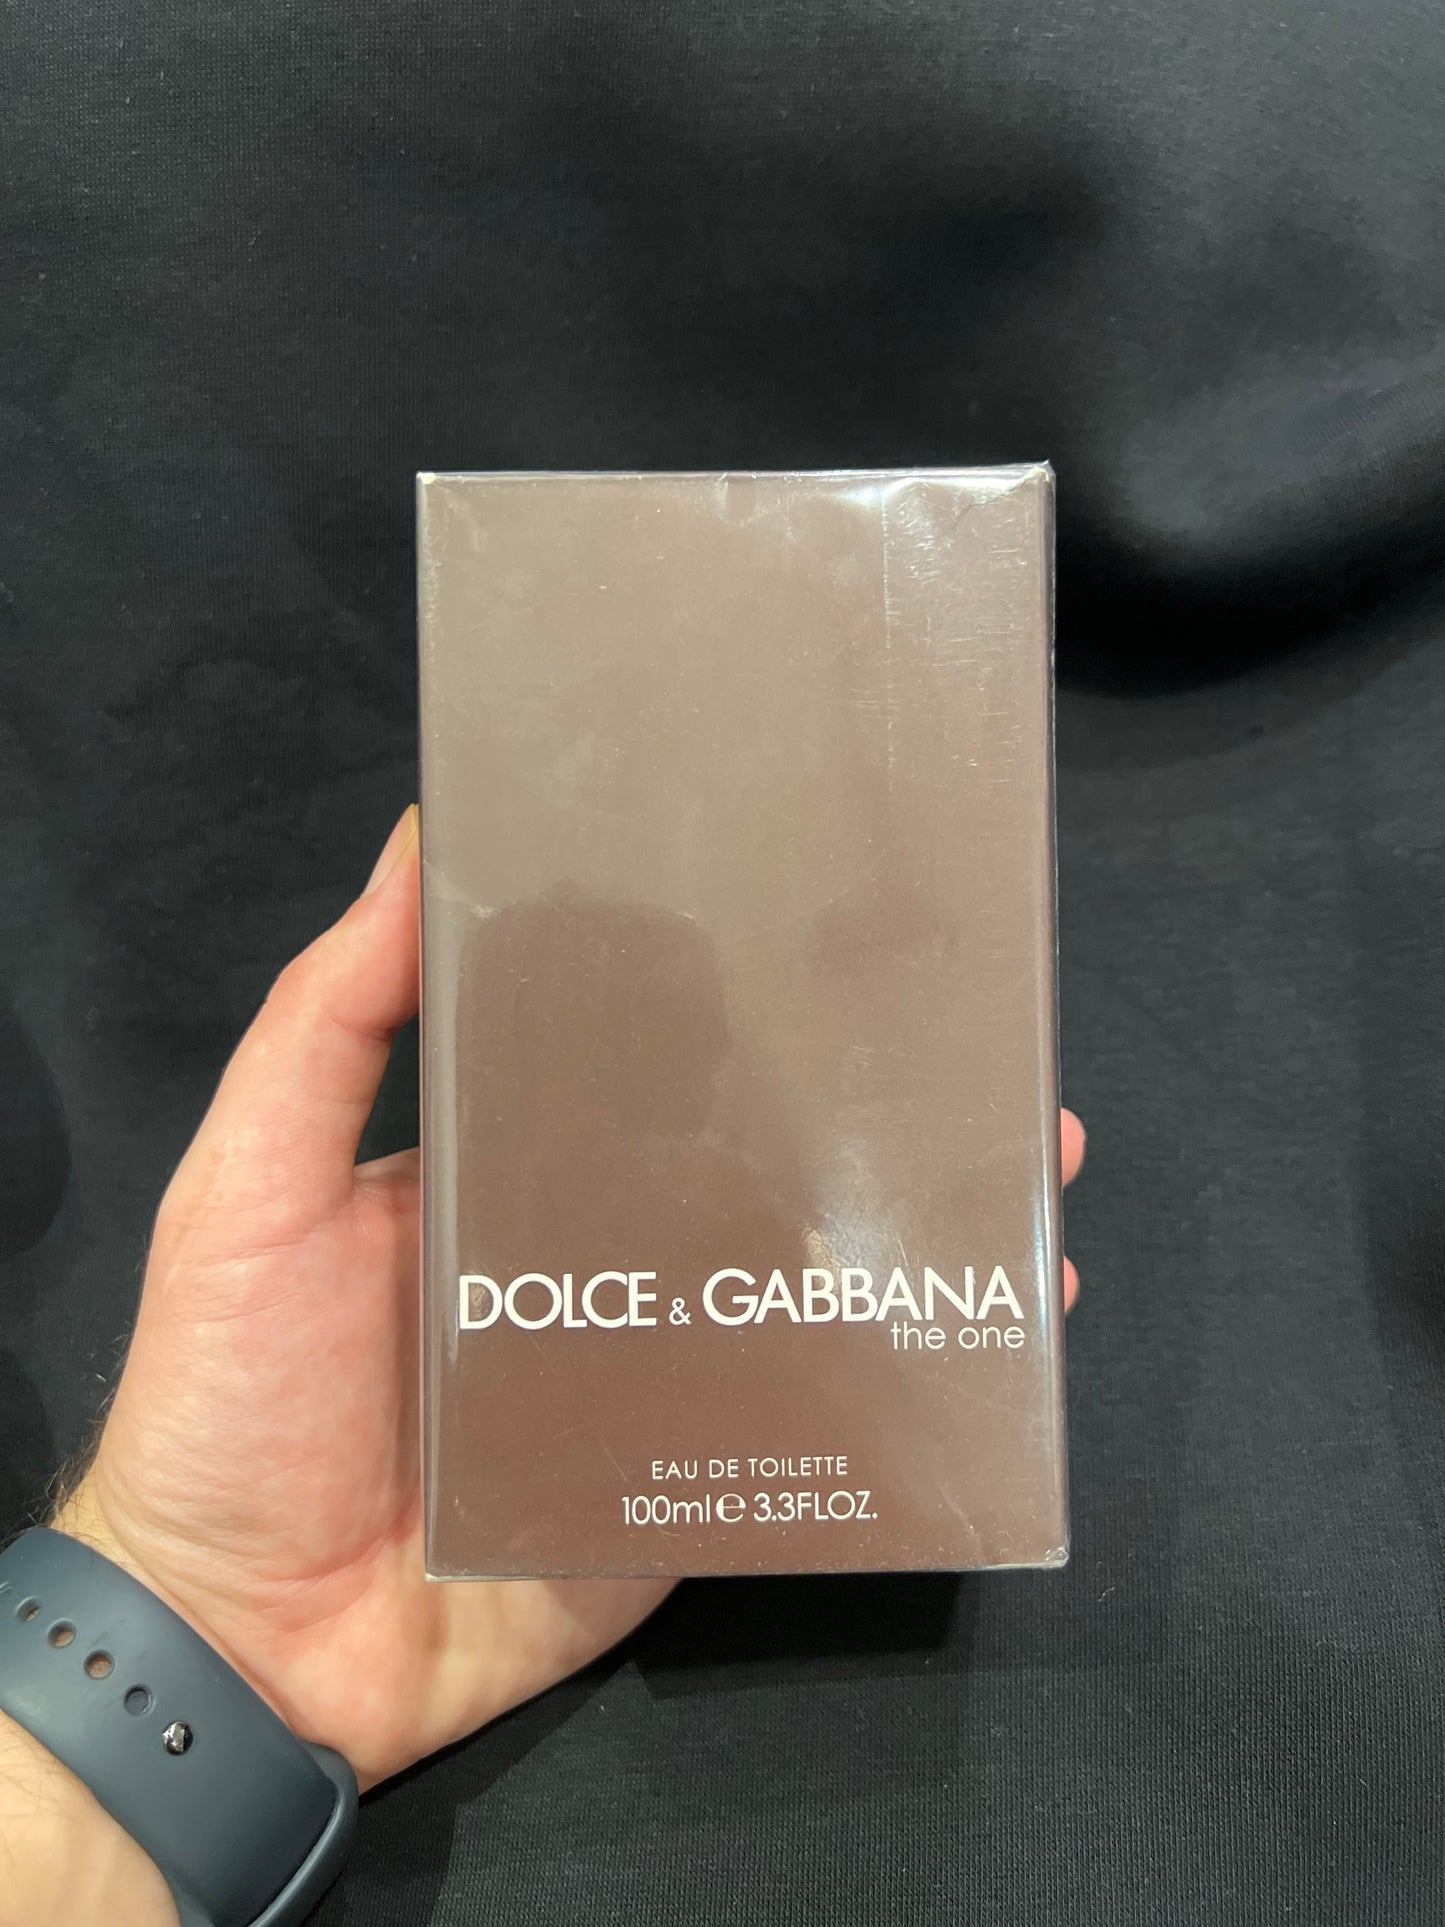 DOLCE & GABBANA
the one
EAU DE TOILETTE
100ml℮ 3.3FLOZ.